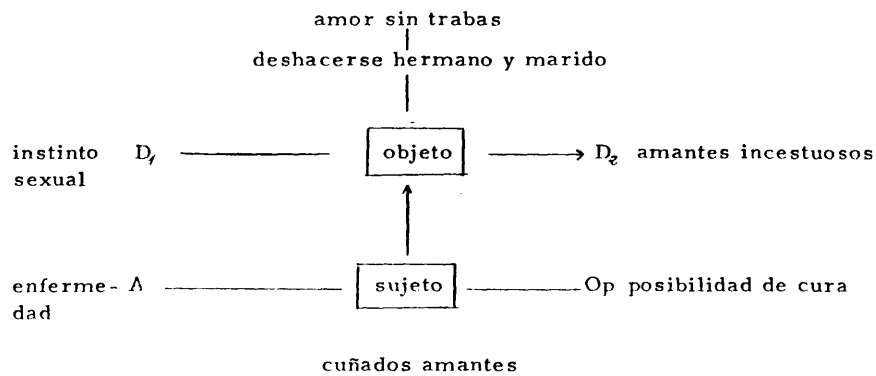 amor sin trabas
deshacerse hermano y marido
instinto D₁ objeto D₂ amantes incestuosos
sexual
enferme- A sujeto Op posibilidad de cura
dad
cuñados amantes